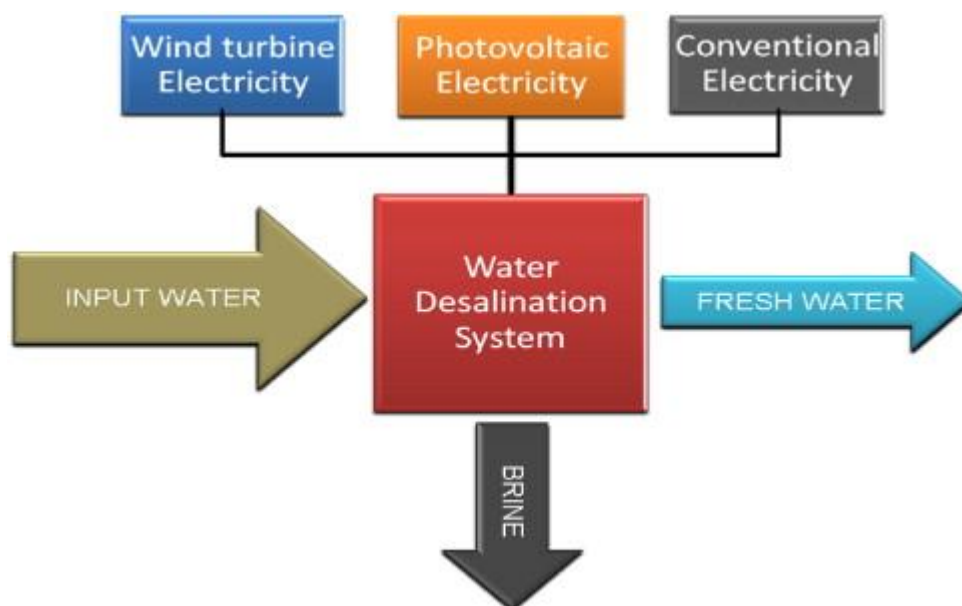 Wind turbine
Electricity
Photovoltaic
Electricity
Conventional
Electricity
INPUT WATER
Water
Desalination
System
FRESH WATER
BRINE